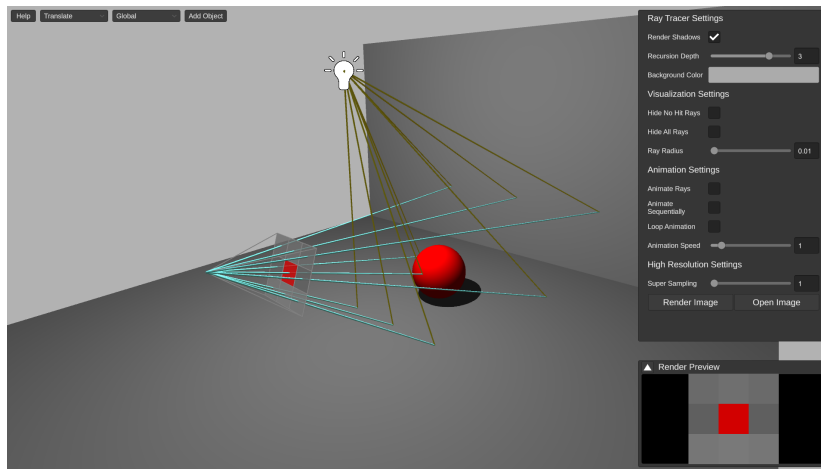 Help
Translate
Global
Add Object
Ray Tracer Settings
Render Shadows
Recursion Depth 3
Background Color
Visualization Settings
Hide No Hit Rays
Hide All Rays
Ray Radius 0.01
Animation Settings
Animate Rays
Animate
Sequentially
Loop Animation
Animation Speed 1
High Resolution Settings
Super Sampling 1
Render Image Open Image
Render Preview